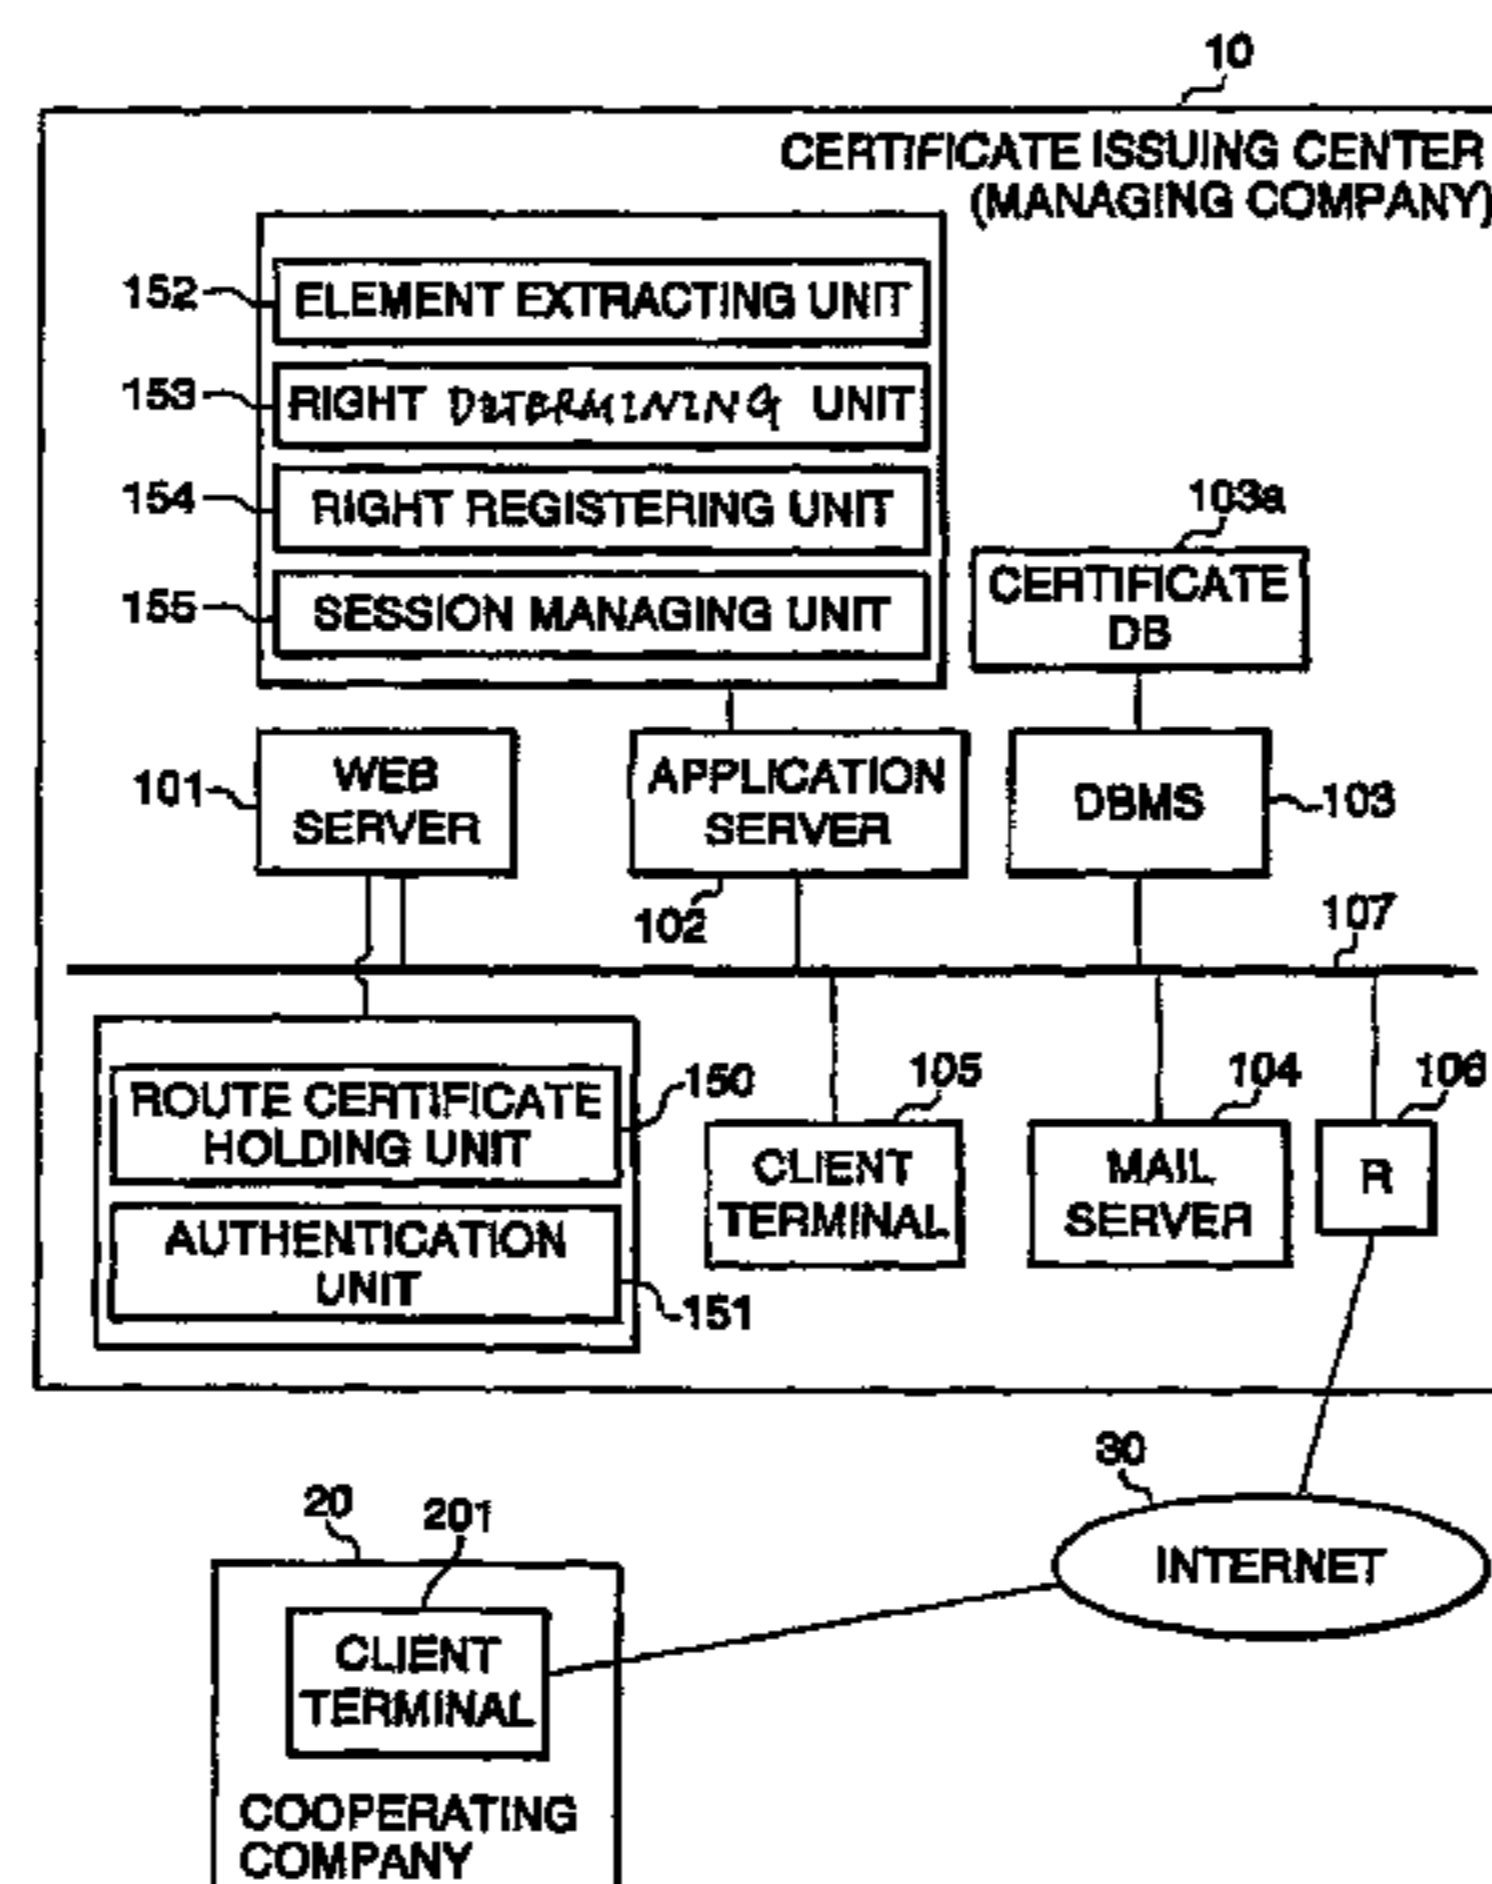 10
CERTIFICATE ISSUING CENTER
(MANAGING COMPANY)
152
ELEMENT EXTRACTING UNIT
153
RIGHT DETERMINING UNIT
154
RIGHT REGISTERING UNIT
155
SESSION MANAGING UNIT
103a
CERTIFICATE
DB
101
WEB
SERVER
APPLICATION
SERVER
102
DBMS
103
107
ROUTE CERTIFICATE
HOLDING UNIT
150
AUTHENTICATION
UNIT
151
105
CLIENT
TERMINAL
104
MAIL
SERVER
106
R
30
INTERNET
20
201
CLIENT
TERMINAL
COOPERATING
COMPANY